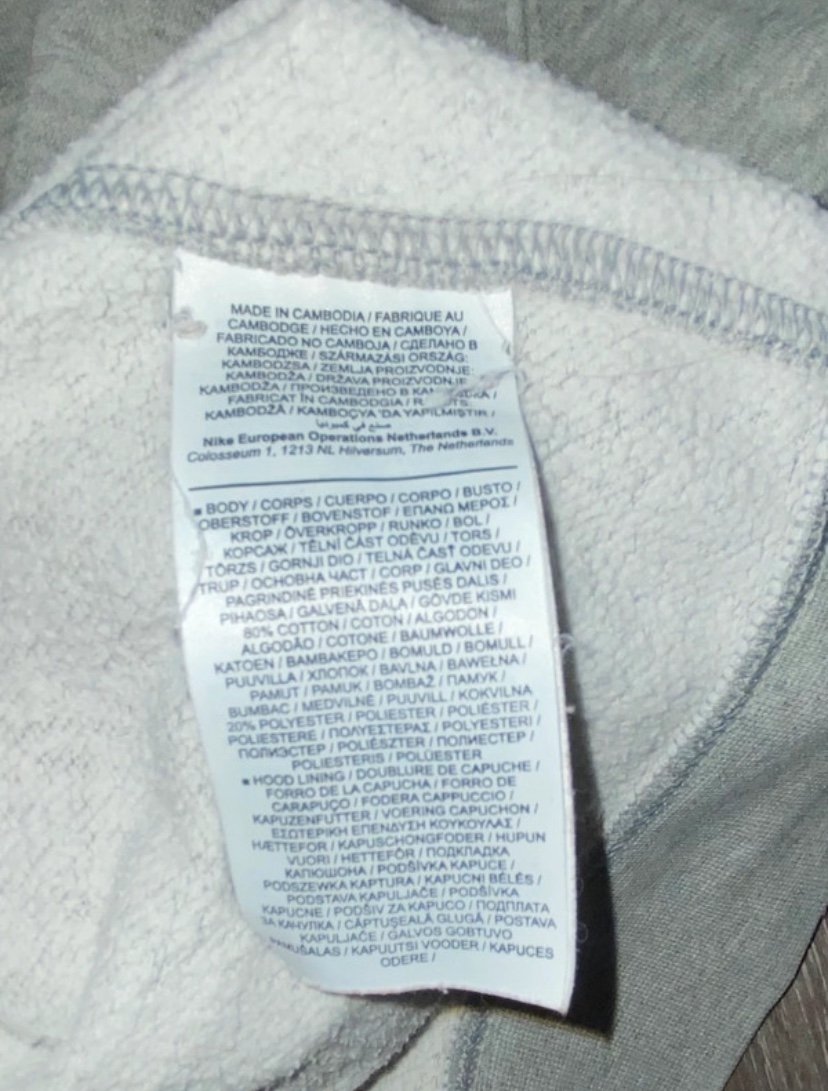 MADE IN CAMBODIA / FABRIQUE AU
CAMBODGE / HECHO EN CAMBOYA /
FABRICADO NO CAMBOJA / СДЕЛАНО В
КАМБОДЖЕ / SZÁRMAZÁSI ORSZÁG:
KAMBODZSA / ZEMLJA PROIZVODNJE:
KAMBODŽA / DRŽAVA PROIZVODNJE
KAMBODŽA / ПРОИЗВЕДЕНО В
FABRICAT ÎN CAMBODGIA /
KAMBODŽA / KAMBOÇYA 'DA YAPILMIŞTIR /
صنع في كمبوديا
Nike European Operations Netherlands B.V.
Colosseum 1, 1213 NL Hilversum, The Netherlands
■ BODY / CORPS / CUERPO / CORPO / BUSTO /
OBERSTOFF / BOVENSTOF / ΕΠΑΝΩ ΜΕΡΟΣ /
KROP / ÖVERKROPP / RUNKO / BOL /
КОРСАЖ / TĚLNÍ ČÁST ODĚVU / TORS /
TÖRZS / GORNJI DIO / TELNÁ ČASŤ ODEVU /
TRUP / ОСНОВНА ЧАСТ / CORP / GLAVNI DEO /
PAGRINDINĖ PRIEKINĖS PUSĖS DALIS /
PIHAOSA / GALVENĀ DAĻA / GÖVDE KISMI
80% COTTON / COTON / ALGODON /
ALGODÃO / COTONE / BAUMWOLLE /
KATOEN / ΒΑΜΒΑΚΕΡΟ / BOMULD / BOMULL /
PUUVILLA / ХЛОПОК / BAVLNA / BAWEŁNA /
PAMUT / PAMUK / BOMBAŽ / ПАМУК /
BUMBAC / MEDVILNĖ / PUUVILL / KOKVILNA
20% POLYESTER / POLIESTER / POLIÉSTER /
POLIESTERE / ΠΟΛΥΕΣΤΕΡΑΣ / POLYESTERI /
ПОЛИЭСТЕР / POLIÉSZTER / ПОЛИЕСТЕР /
POLIESTERIS / POLÜESTER
■ HOOD LINING / DOUBLURE DE CAPUCHE /
FORRO DE LA CAPUCHA / FORRO DE
CARAPUÇO / FODERA CAPPUCCIO /
KAPUZENFUTTER / VOERING CAPUCHON /
ΕΣΩΤΕΡΙΚΗ ΕΠΕΝΔΥΣΗ ΚΟΥΚΟΥΛΑΣ /
HÆTTEFOR / KAPUSCHONGFODER / HUPUN
VUORI / HETTEFÔR / ПОДКЛАДКА
КАПЮШОНА / PODŠÍVKA KAPUCE /
PODSZEWKA KAPTURA / KAPUCNI BÉLÉS /
PODSTAVA KAPULJAČE / PODŠÍVKA
KAPUCNE / PODŠIV ZA KAPUCO / ПОДПЛАТА
ЗА КАЧУЛКА / CĂPTUŞEALĂ GLUGĂ / POSTAVA
KAPULJAČE / GALVOS GOBTUVO
PAMUŠALAS / KAPUUTSI VOODER / KAPUCES
ODERE /